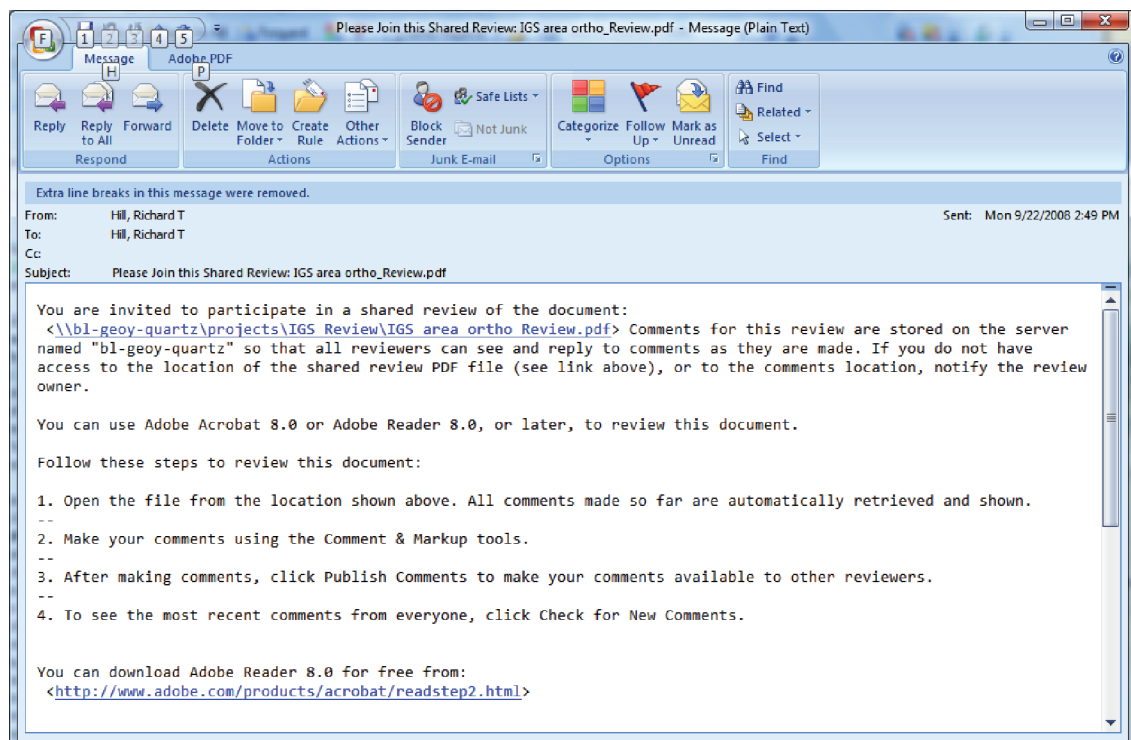 Please Join this Shared Review: IGS area ortho_Review.pdf - Message (Plain Text)
F 1 2 3 4 5
Message Adobe PDF
H P
Reply Reply to All Forward
Respond
Delete Move to Folder Create Rule Other Actions
Actions
Block Sender Safe Lists Not Junk
Junk E-mail
Categorize Follow Up Mark as Unread
Options
Find
Related
Select
Find
Extra line breaks in this message were removed.
From: Hill, Richard T Sent: Mon 9/22/2008 2:49 PM
To: Hill, Richard T
Cc:
Subject: Please Join this Shared Review: IGS area ortho_Review.pdf
You are invited to participate in a shared review of the document:
<\\bl-geoy-quartz\projects\IGS Review\IGS area ortho Review.pdf> Comments for this review are stored on the server
named "bl-geoy-quartz" so that all reviewers can see and reply to comments as they are made. If you do not have
access to the location of the shared review PDF file (see link above), or to the comments location, notify the review
owner.
You can use Adobe Acrobat 8.0 or Adobe Reader 8.0, or later, to review this document.
Follow these steps to review this document:
1. Open the file from the location shown above. All comments made so far are automatically retrieved and shown.
--
2. Make your comments using the Comment & Markup tools.
--
3. After making comments, click Publish Comments to make your comments available to other reviewers.
--
4. To see the most recent comments from everyone, click Check for New Comments.
You can download Adobe Reader 8.0 for free from:
<http://www.adobe.com/products/acrobat/readstep2.html>